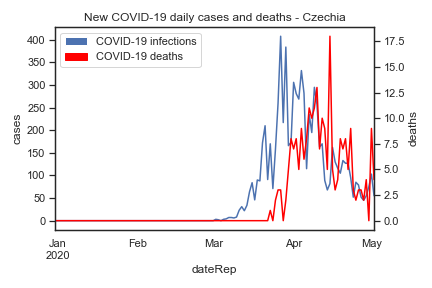 New COVID-19 daily cases and deaths - Czechia
COVID-19 infections
COVID-19 deaths
400
350
300
250
200
150
100
50
0
cases
17.5
15.0
12.5
10.0
7.5
5.0
2.5
0.0
deaths
Jan Feb Mar Apr May
2020
dateRep